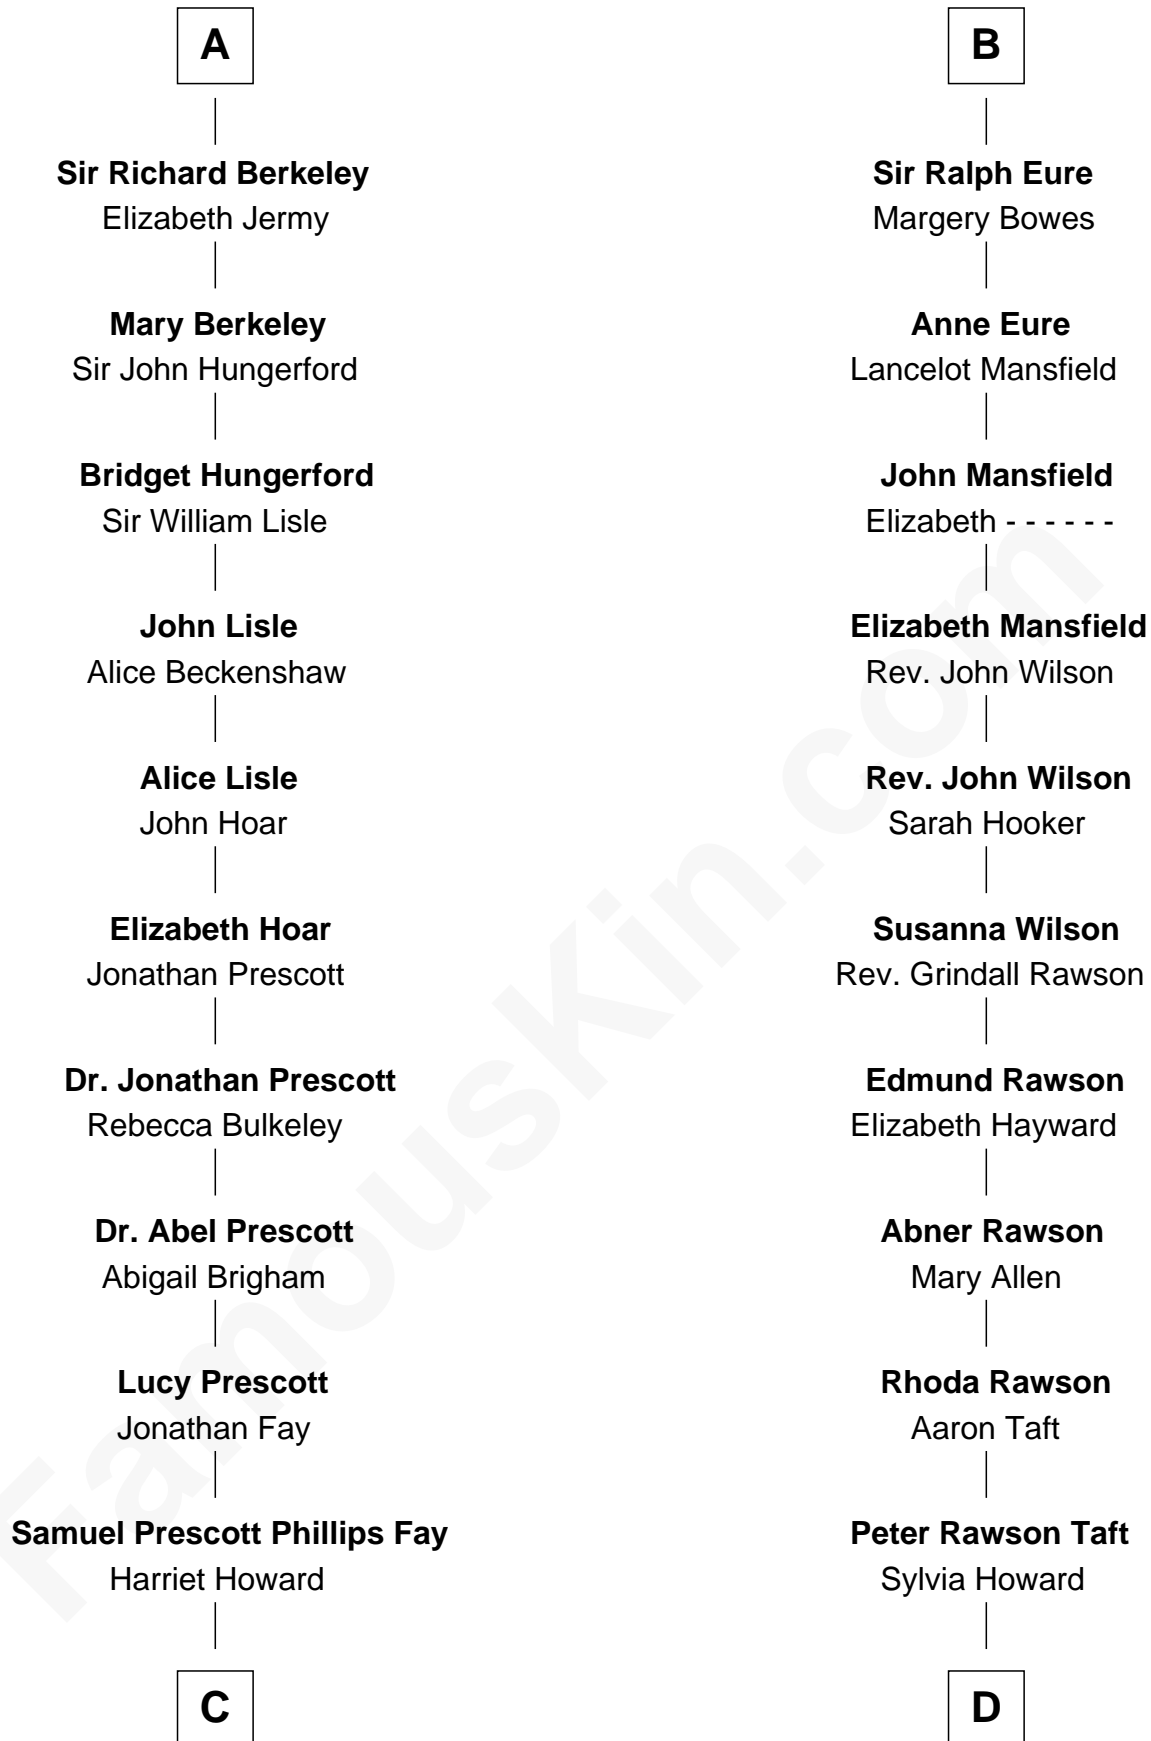 A
Sir Richard Berkeley
Elizabeth Jermy
Mary Berkeley
Sir John Hungerford
Bridget Hungerford
Sir William Lisle
John Lisle
Alice Beckenshaw
Alice Lisle
John Hoar
Elizabeth Hoar
Jonathan Prescott
Dr. Jonathan Prescott
Rebecca Bulkeley
Dr. Abel Prescott
Abigail Brigham
Lucy Prescott
Jonathan Fay
Samuel Prescott Phillips Fay
Harriet Howard
C
B
Sir Ralph Eure
Margery Bowes
Anne Eure
Lancelot Mansfield
John Mansfield
Elizabeth - - - - - -
Elizabeth Mansfield
Rev. John Wilson
Rev. John Wilson
Sarah Hooker
Susanna Wilson
Rev. Grindall Rawson
Edmund Rawson
Elizabeth Hayward
Abner Rawson
Mary Allen
Rhoda Rawson
Aaron Taft
Peter Rawson Taft
Sylvia Howard
D
FamousKin.com